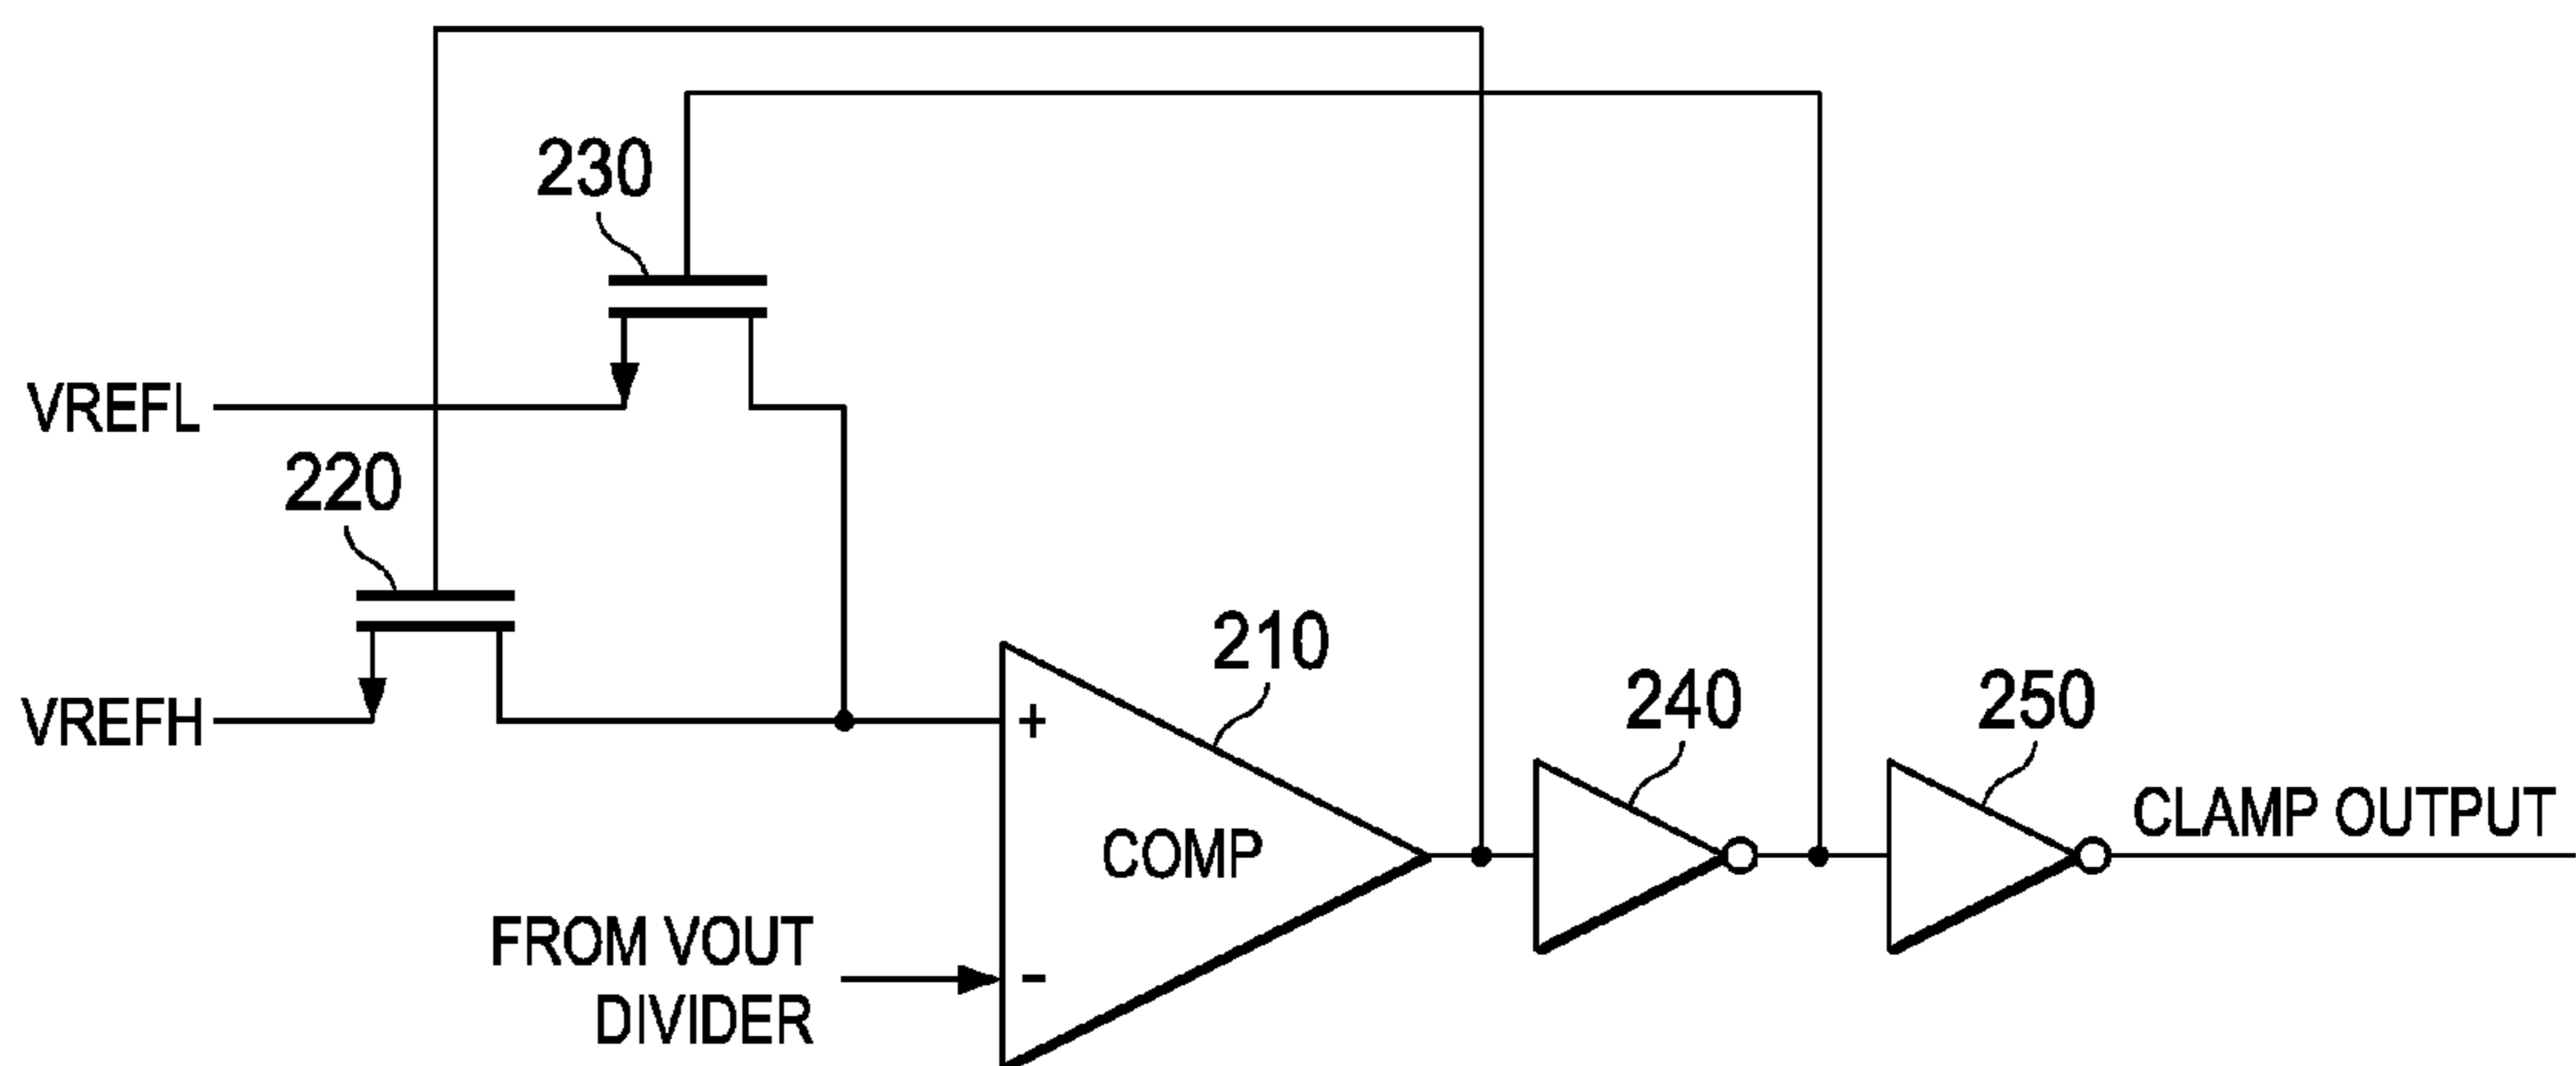 230
VREFL
220
VREFH
210
240
250
+
COMP
CLAMP OUTPUT
FROM VOUT
DIVIDER
-